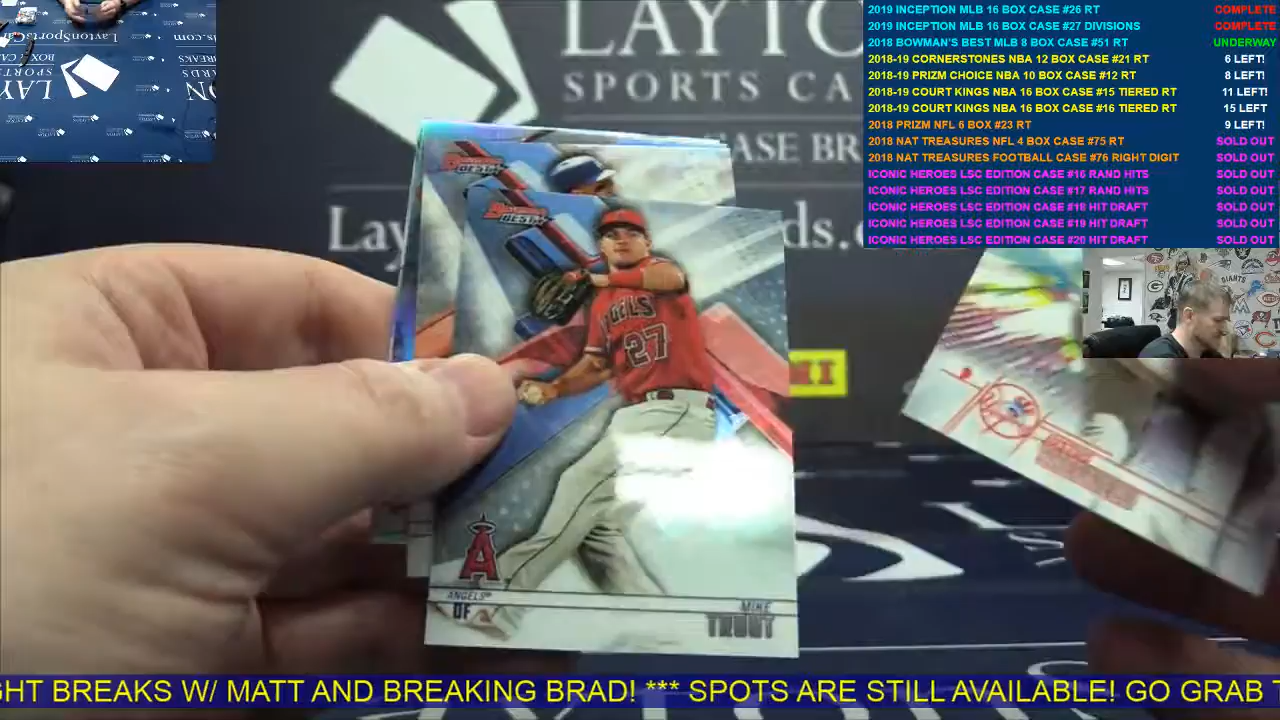 LAYTO
SPORTS CA
ASE BR
Layto
ds.c
2019 INCEPTION MLB 16 BOX CASE #26 RT COMPLETE
2019 INCEPTION MLB 16 BOX CASE #27 DIVISIONS COMPLETE
2018 BOWMAN'S BEST MLB 8 BOX CASE #51 RT UNDERWAY
2018-19 CORNERSTONES NBA 12 BOX CASE #21 RT 6 LEFT!
2018-19 PRIZM CHOICE NBA 10 BOX CASE #12 RT 8 LEFT!
2018-19 COURT KINGS NBA 16 BOX CASE #15 TIERED RT 11 LEFT!
2018-19 COURT KINGS NBA 16 BOX CASE #16 TIERED RT 15 LEFT
2018 PRIZM NFL 6 BOX #23 RT 9 LEFT!
2018 NAT TREASURES NFL 4 BOX CASE #75 RT SOLD OUT
2018 NAT TREASURES FOOTBALL CASE #76 RIGHT DIGIT SOLD OUT
ICONIC HEROES LSC EDITION CASE #16 RAND HITS SOLD OUT
ICONIC HEROES LSC EDITION CASE #17 RAND HITS SOLD OUT
ICONIC HEROES LSC EDITION CASE #18 HIT DRAFT SOLD OUT
ICONIC HEROES LSC EDITION CASE #19 HIT DRAFT SOLD OUT
ICONIC HEROES LSC EDITION CASE #20 HIT DRAFT SOLD OUT
BEST
BEST
ANGELS
27
A
ANGELS
OF
MIKE
TROUT
GIANTS
GHT BREAKS W/ MATT AND BREAKING BRAD! *** SPOTS ARE STILL AVAILABLE! GO GRAB T